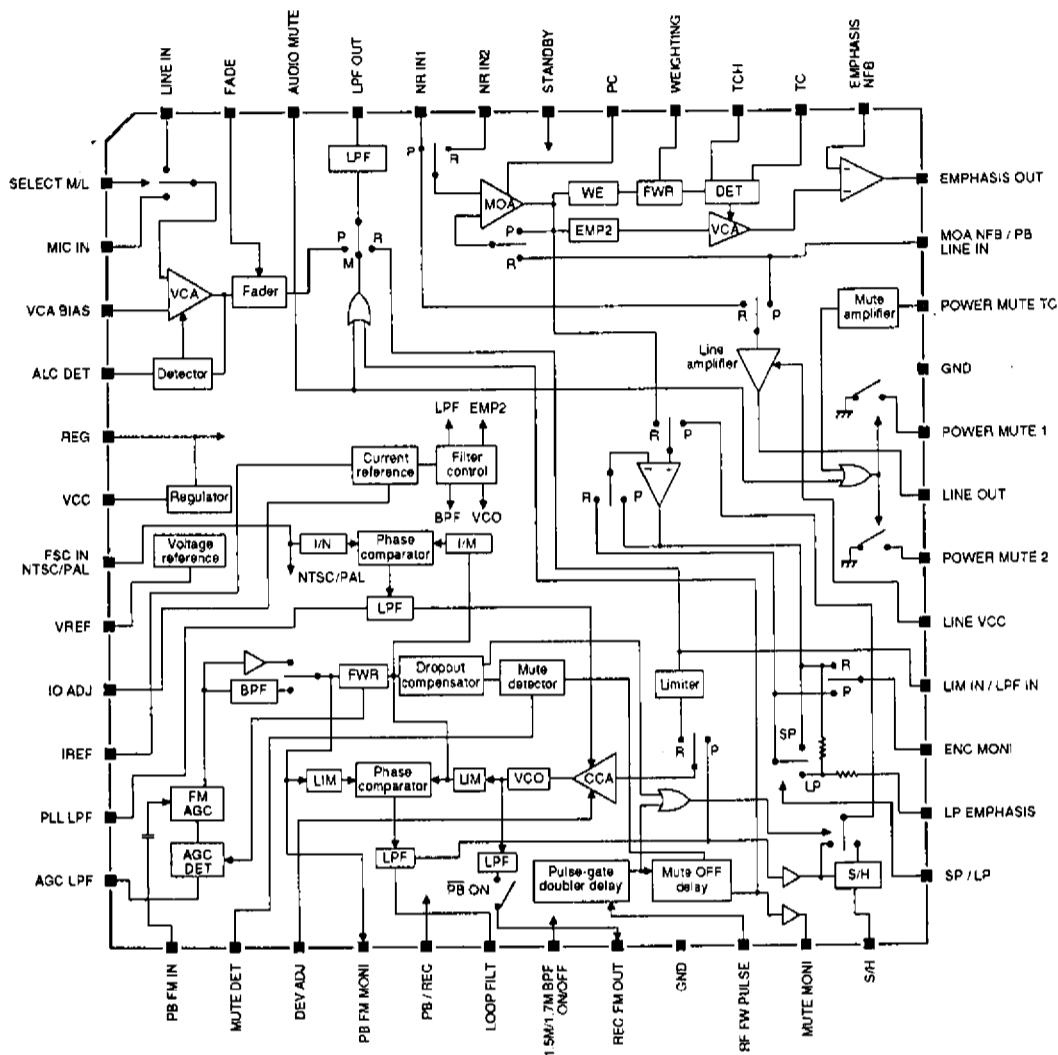 LINE IN
FADE
AUDIO MUTE
LPF OUT
NR IN1
NR IN2
STANDBY
PC
WEIGHTING
TCH
TC
EMPHASIS
NFB
SELECT M/L
MIC IN
VCA BIAS
ALC DET
REG
VCC
FSC IN
NTSC/PAL
VREF
IO ADJ
IREF
PLL LPF
AGC LPF
LPF
P
R
MOA
WE
FWR
DET
EMP2
VCA
P
R
P
M
R
VCA
Fader
Detector
R
P
Line
amplifier
Mute
amplifier
LPF
EMP2
Current
reference
Filter
control
BPF
VCO
R
P
R
P
Regulator
Voltage
reference
I/N
Phase
comparator
I/M
NTSC/PAL
LPF
BPF
FWR
Dropout
compensator
Mute
detector
Limiter
R
P
SP
LP
R
P
LIM
Phase
comparator
LIM
VCO
CCA
FM
AGC
AGC
DET
LPF
LPF
PB ON
Pulse-gate
doubler delay
Mute OFF
delay
S/H
EMPHASIS OUT
MOA NFB / PB
LINE IN
POWER MUTE TC
GND
POWER MUTE 1
LINE OUT
POWER MUTE 2
LINE VCC
LIM IN / LPF IN
ENC MONI
LP EMPHASIS
SP / LP
PB FM IN
MUTE DET
DEV ADJ
PB FM MONI
PB / REC
LOOP FILT
1.5M/1.7M BPF
ON/OFF
REC FM OUT
GND
RF FW PULSE
MUTE MONI
S/H